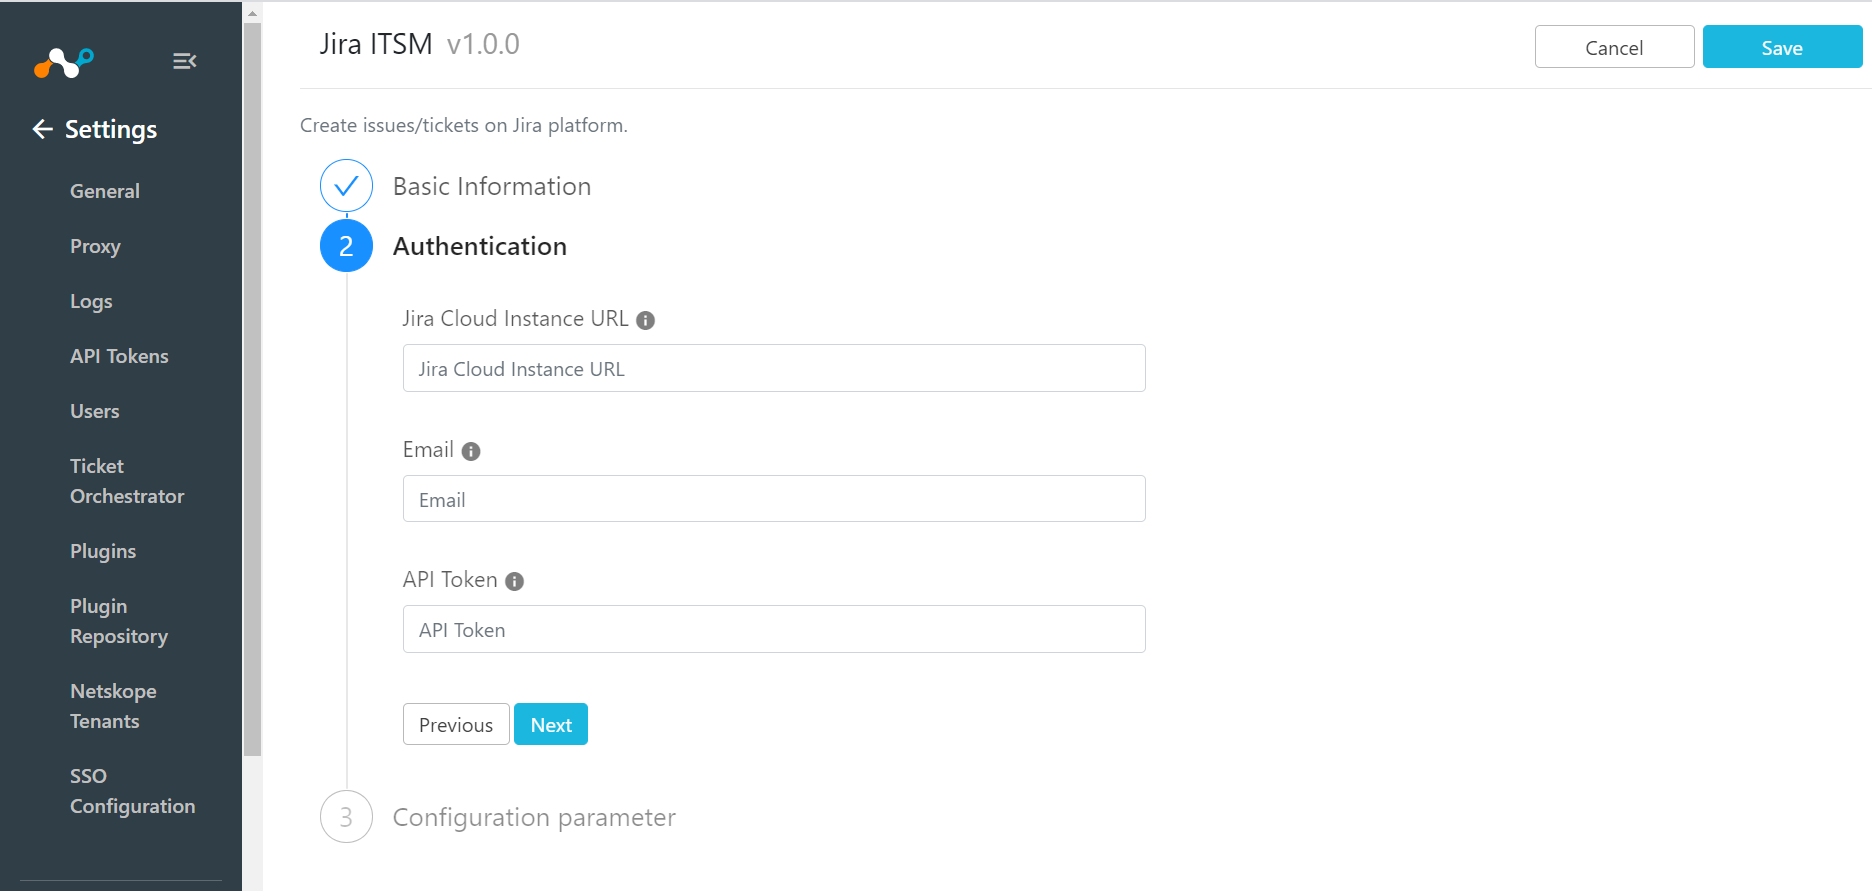 Settings
General
Proxy
Logs
API Tokens
Users
Ticket
Orchestrator
Plugins
Plugin
Repository
Netskope
Tenants
SSO
Configuration
Jira ITSM v1.0.0
Cancel
Save
Create issues/tickets on Jira platform.
Basic Information
2 Authentication
Jira Cloud Instance URL
Jira Cloud Instance URL
Email
Email
API Token
API Token
Previous
Next
3 Configuration parameter